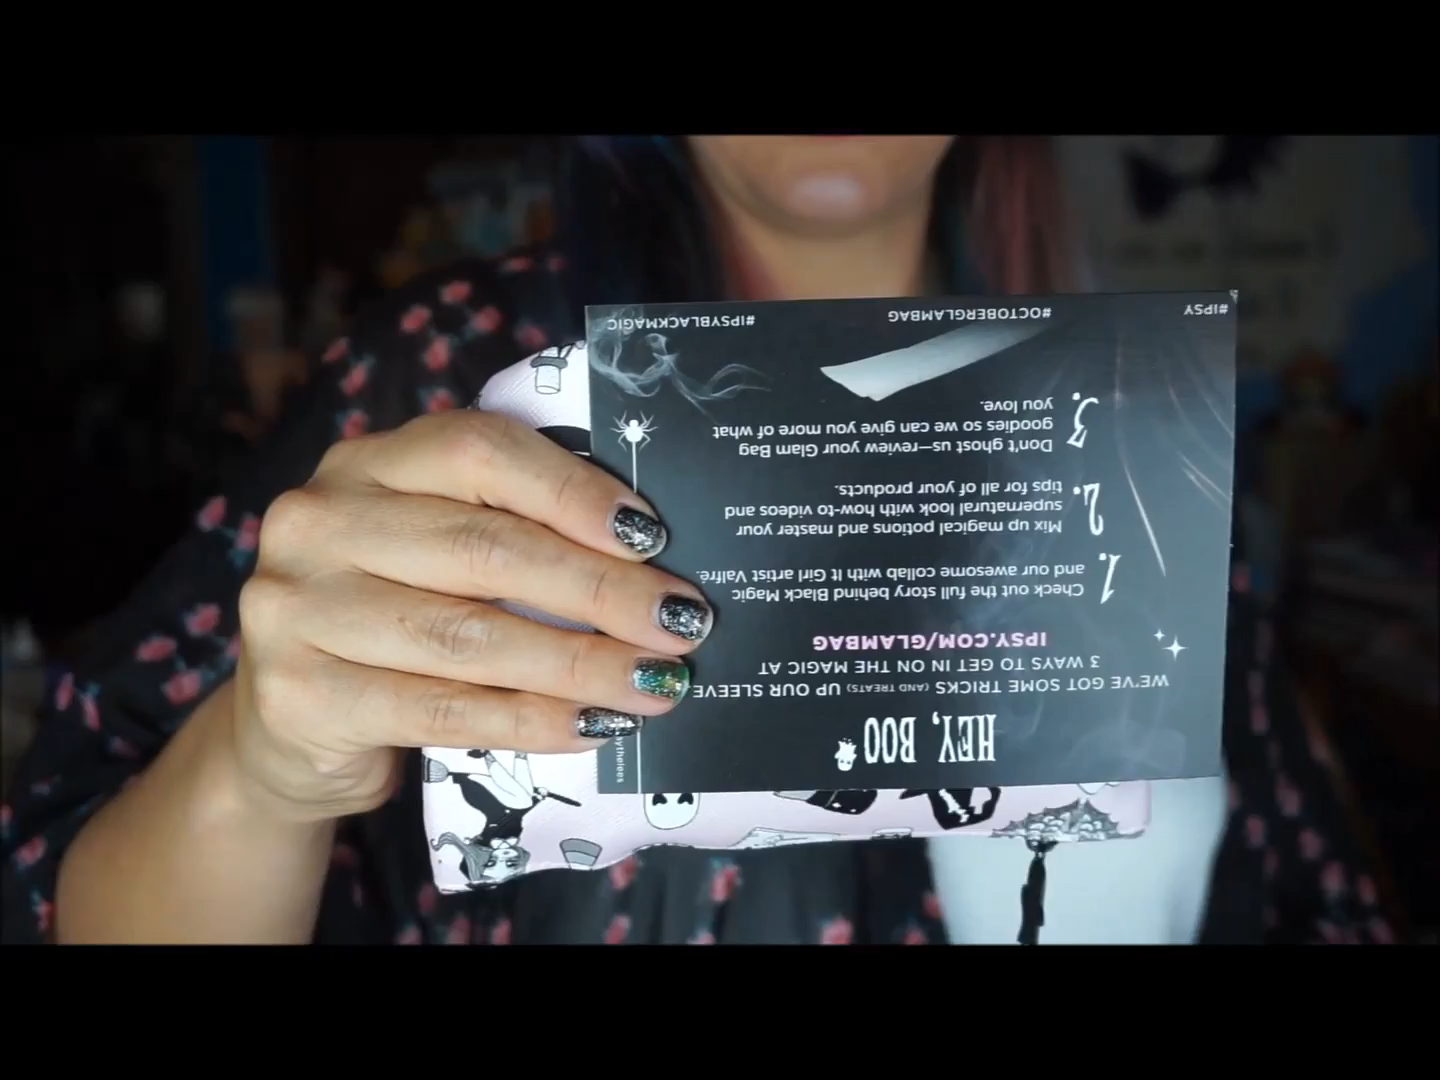 HEY, BOO
WE'VE GOT SOME TRICKS (AND TREATS) UP OUR SLEEVE
3 WAYS TO GET IN ON THE MAGIC AT
IPSY.COM/GLAMBAG
1. Check out the full story behind Black Magic
and our awesome collab with It Girl artist Valfré.
2. Mix up magical potions and master your
supernatural look with how-to videos and
tips for all of your products.
3. Don't ghost us—review your Glam Bag
goodies so we can give you more of what
you love.
#IPSY #OCTOBERGLAMBAG #IPSYBLACKMAGIC